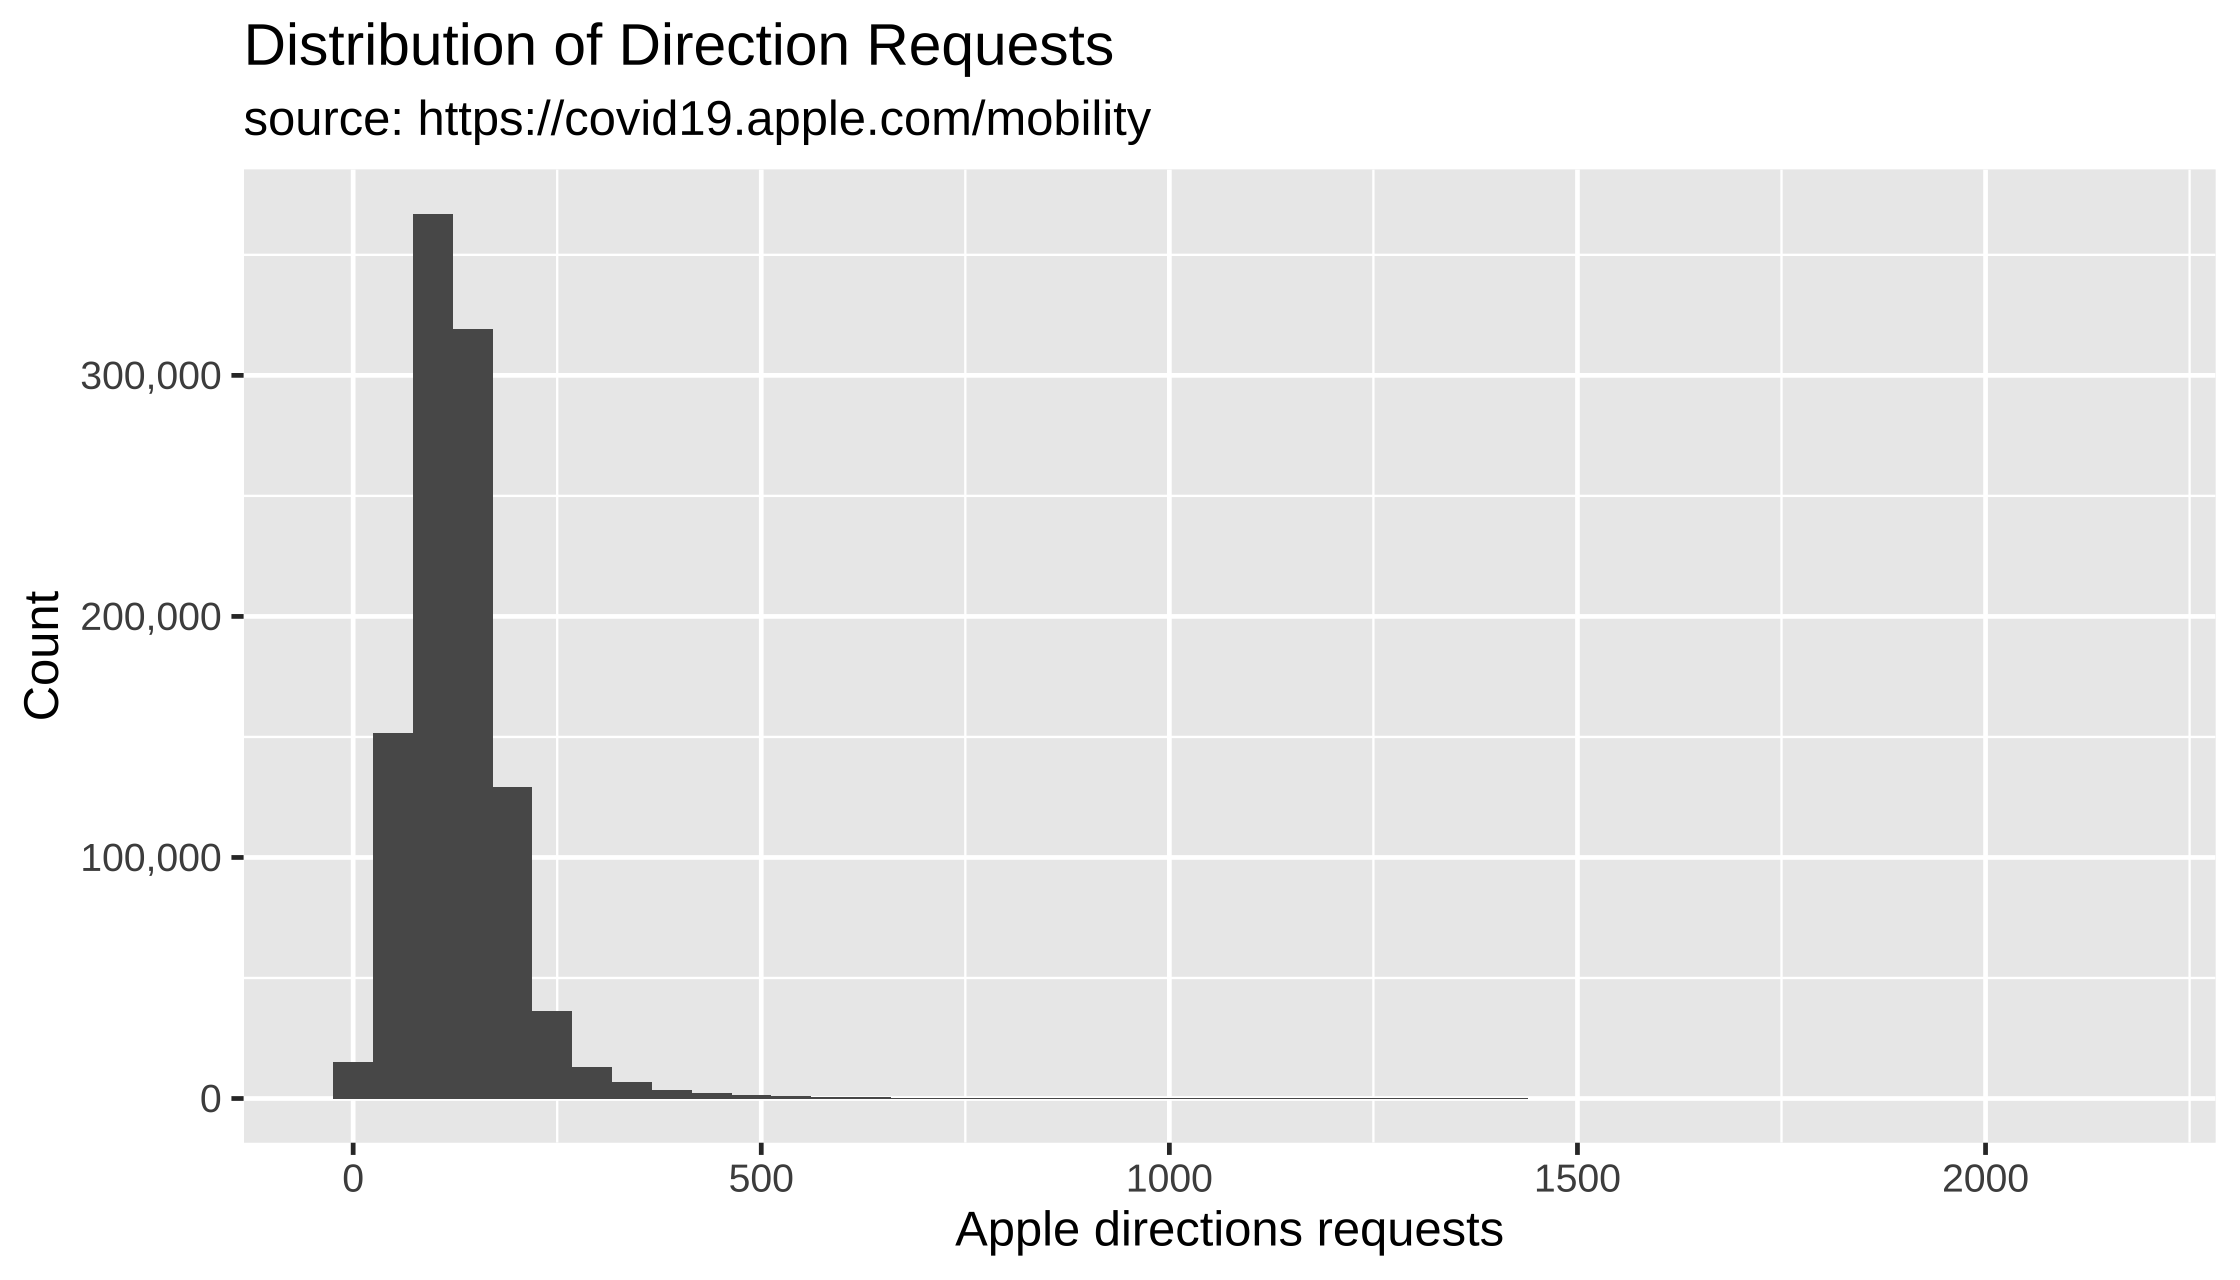 Distribution of Direction Requests
source: https://covid19.apple.com/mobility
Count
300,000
200,000
100,000
0
0 500 1000 1500 2000
Apple directions requests